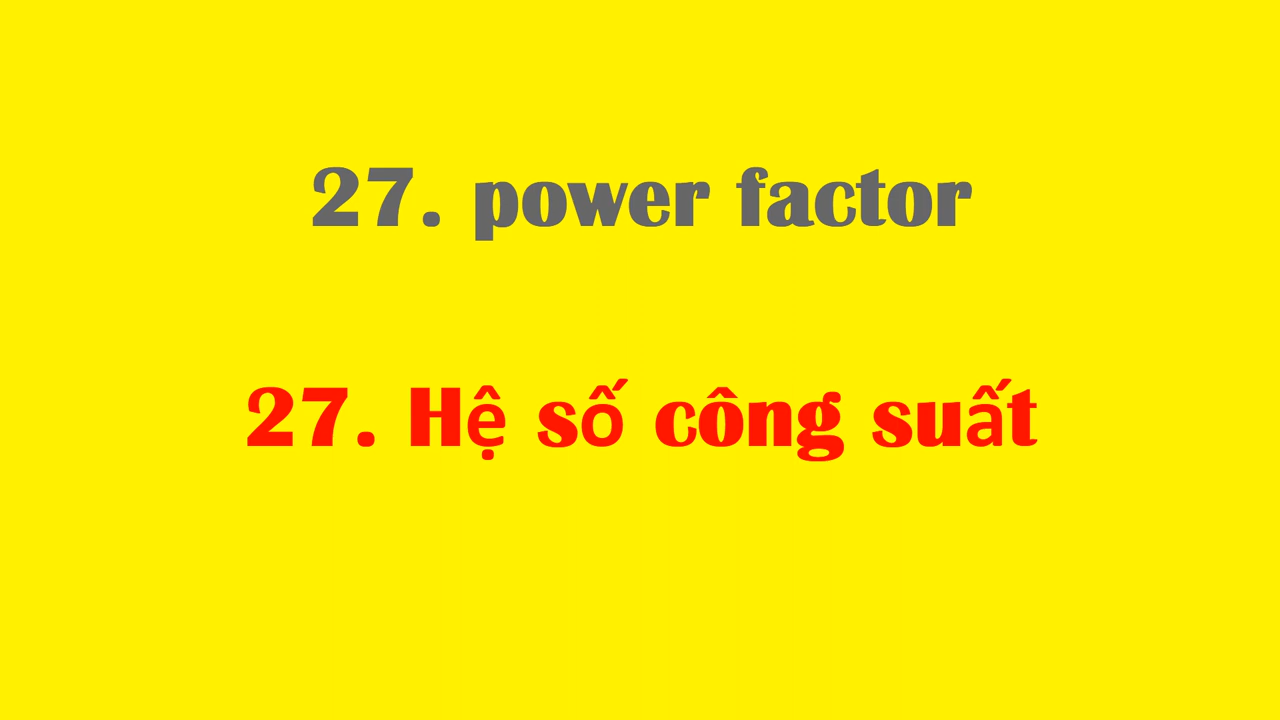 27. power factor
27. Hệ số công suất